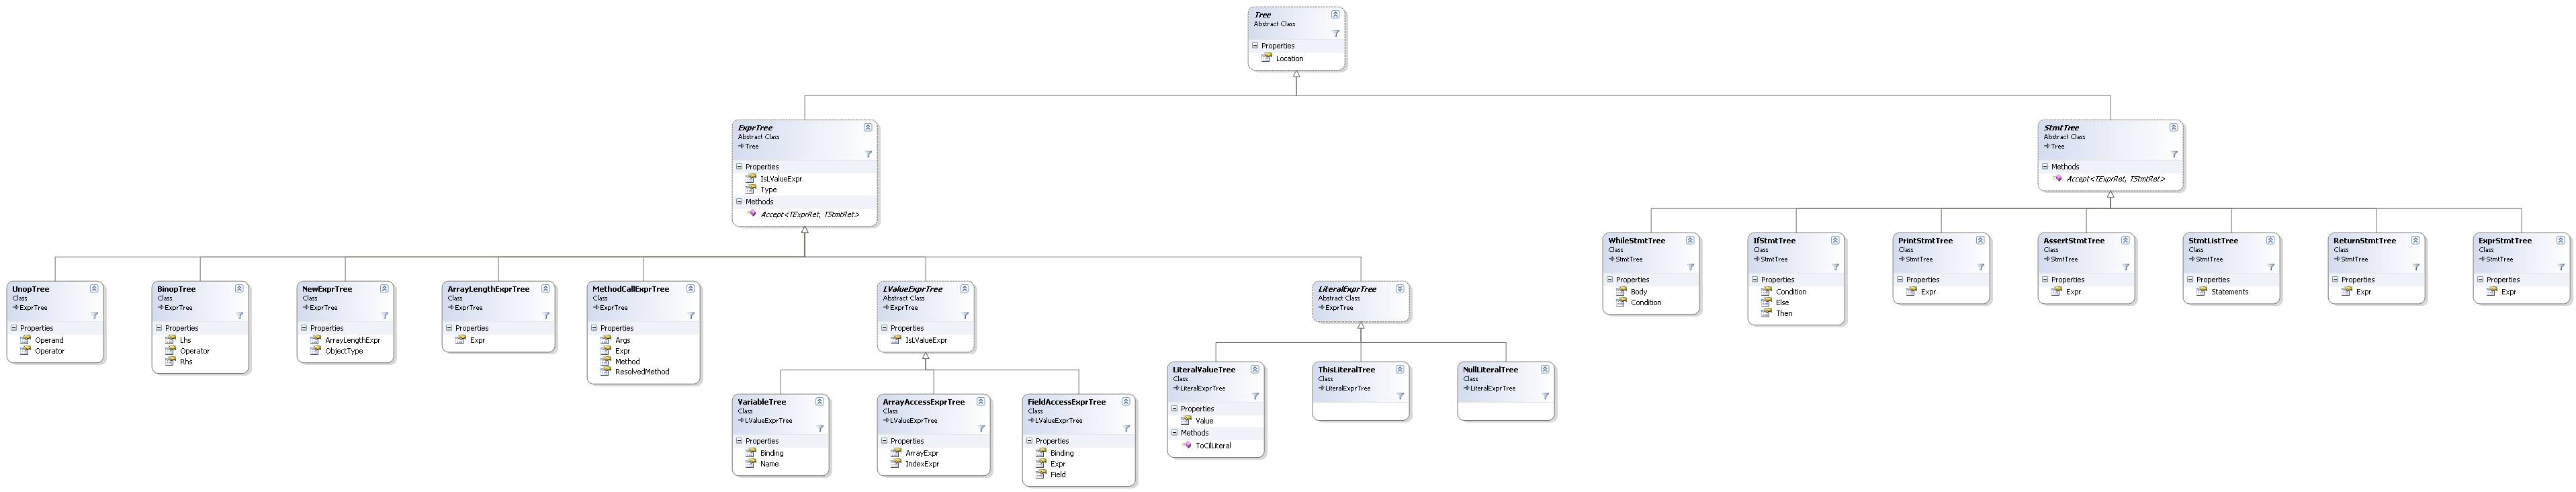 Tree
Abstract Class
Properties
Location
ExprTree
Abstract Class
Tree
Properties
IsLValueExpr
Type
Methods
Accept<TExprRet, TStmtRet>
StmtTree
Abstract Class
Tree
Methods
Accept<TExprRet, TStmtRet>
UnopTree
Class
ExprTree
Properties
Operand
Operator
BinopTree
Class
ExprTree
Properties
Lhs
Operator
Rhs
NewExprTree
Class
ExprTree
Properties
ArrayLengthExpr
ObjectType
ArrayLengthExprTree
Class
ExprTree
Properties
Expr
MethodCallExprTree
Class
ExprTree
Properties
Args
Expr
Method
ResolvedMethod
LValueExprTree
Abstract Class
ExprTree
Properties
IsLValueExpr
VariableTree
Class
LValueExprTree
Properties
Binding
Name
ArrayAccessExprTree
Class
LValueExprTree
Properties
ArrayExpr
IndexExpr
FieldAccessExprTree
Class
LValueExprTree
Properties
Binding
Expr
Field
LiteralExprTree
Abstract Class
ExprTree
LiteralValueTree
Class
LiteralExprTree
Properties
Value
Methods
ToCilLiteral
ThisLiteralTree
Class
LiteralExprTree
NullLiteralTree
Class
LiteralExprTree
WhileStmtTree
Class
StmtTree
Properties
Body
Condition
IfStmtTree
Class
StmtTree
Properties
Condition
Else
Then
PrintStmtTree
Class
StmtTree
Properties
Expr
AssertStmtTree
Class
StmtTree
Properties
Expr
StmtListTree
Class
StmtTree
Properties
Statements
ReturnStmtTree
Class
StmtTree
Properties
Expr
ExprStmtTree
Class
StmtTree
Properties
Expr